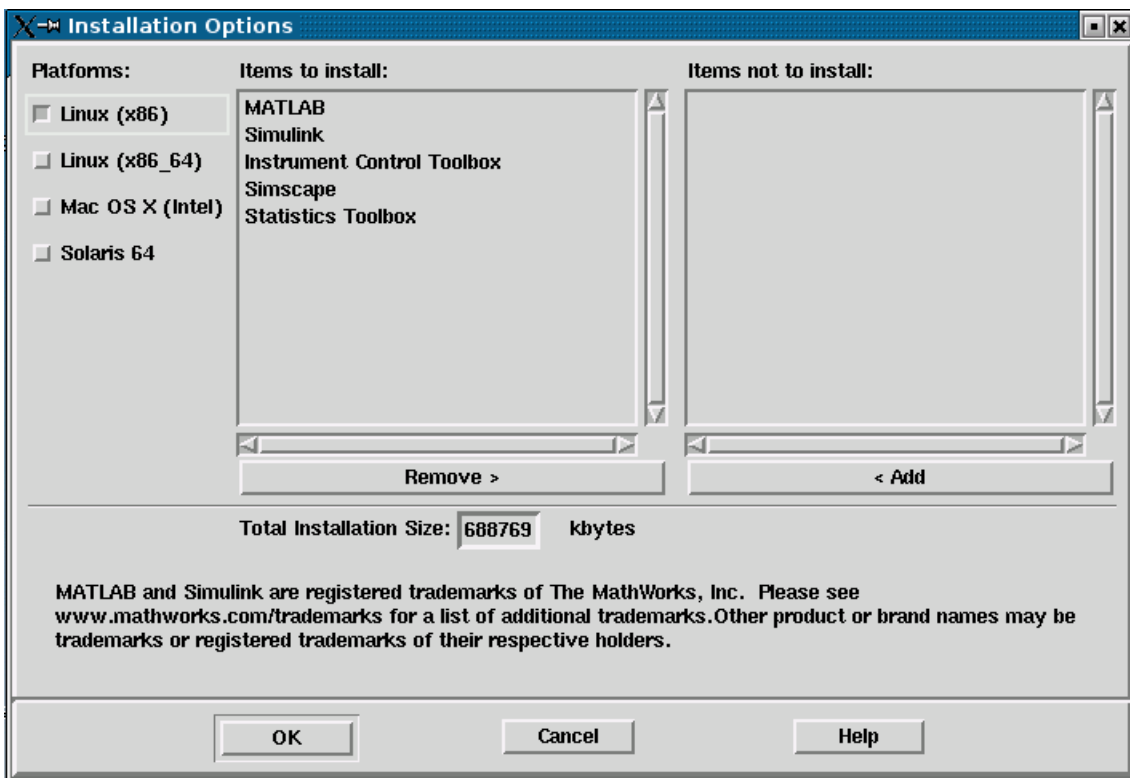 Installation Options
Platforms:
Linux (x86)
Linux (x86_64)
Mac OS X (Intel)
Solaris 64
Items to install:
MATLAB
Simulink
Instrument Control Toolbox
Simscape
Statistics Toolbox
Remove >
Items not to install:
< Add
Total Installation Size: 688769 kbytes
MATLAB and Simulink are registered trademarks of The MathWorks, Inc.  Please see
www.mathworks.com/trademarks for a list of additional trademarks.Other product or brand names may be
trademarks or registered trademarks of their respective holders.
OK
Cancel
Help